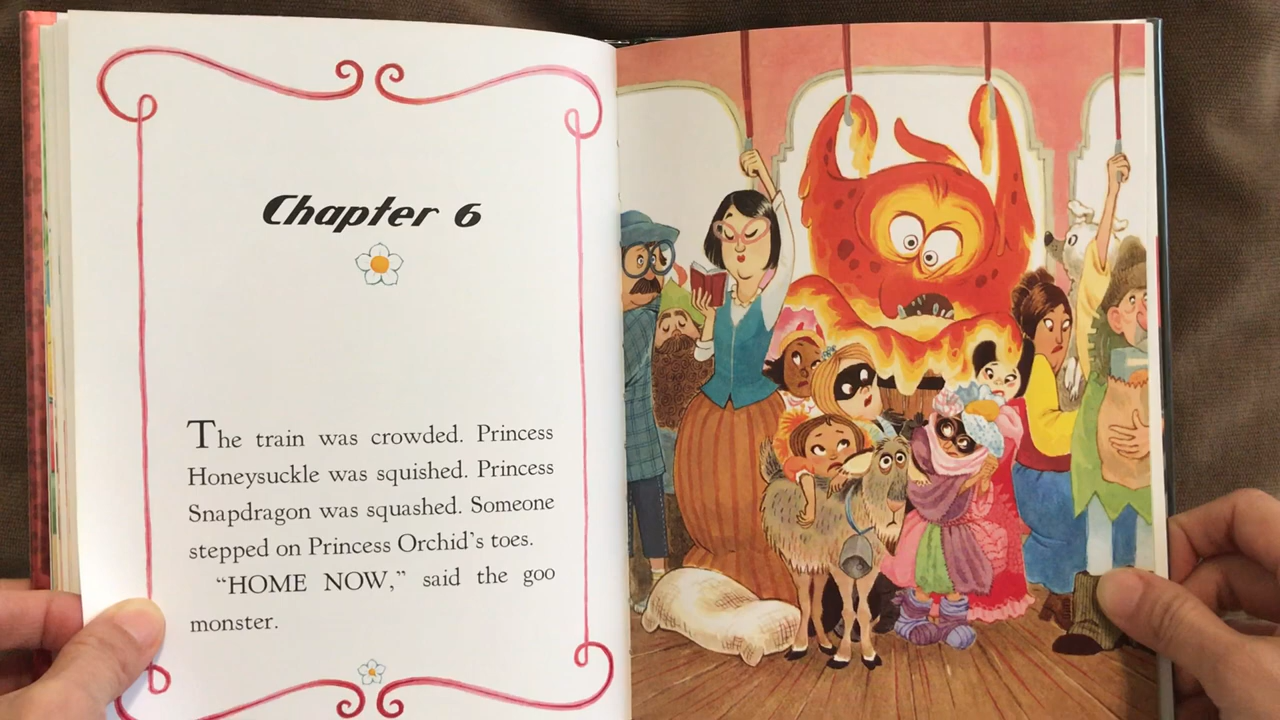 Chapter 6
The train was crowded. Princess
Honeysuckle was squished. Princess
Snapdragon was squashed. Someone
stepped on Princess Orchid's toes.
“HOME NOW,” said the goo
monster.